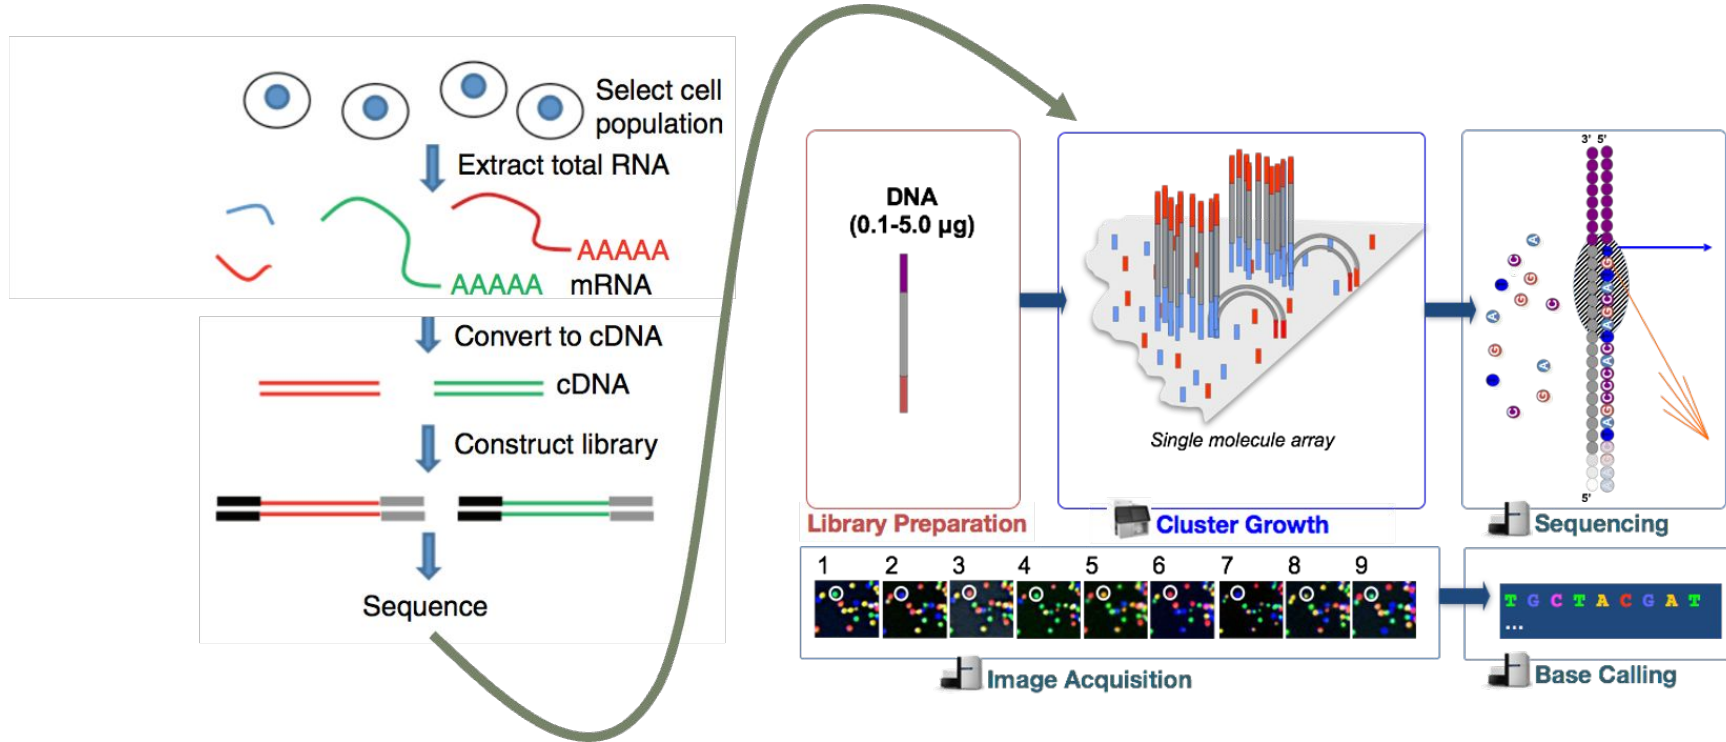 Select cell
population
Extract total RNA
AAAAA
AAAAA mRNA
Convert to cDNA
cDNA
Construct library
Sequence
DNA
(0.1-5.0 µg)
Library Preparation
Single molecule array
Cluster Growth
3' 5'
A
C
G
G
C
A
G
A
G
C
5'
Sequencing
1 2 3 4 5 6 7 8 9
Image Acquisition
T G C T A C G A T
...
Base Calling